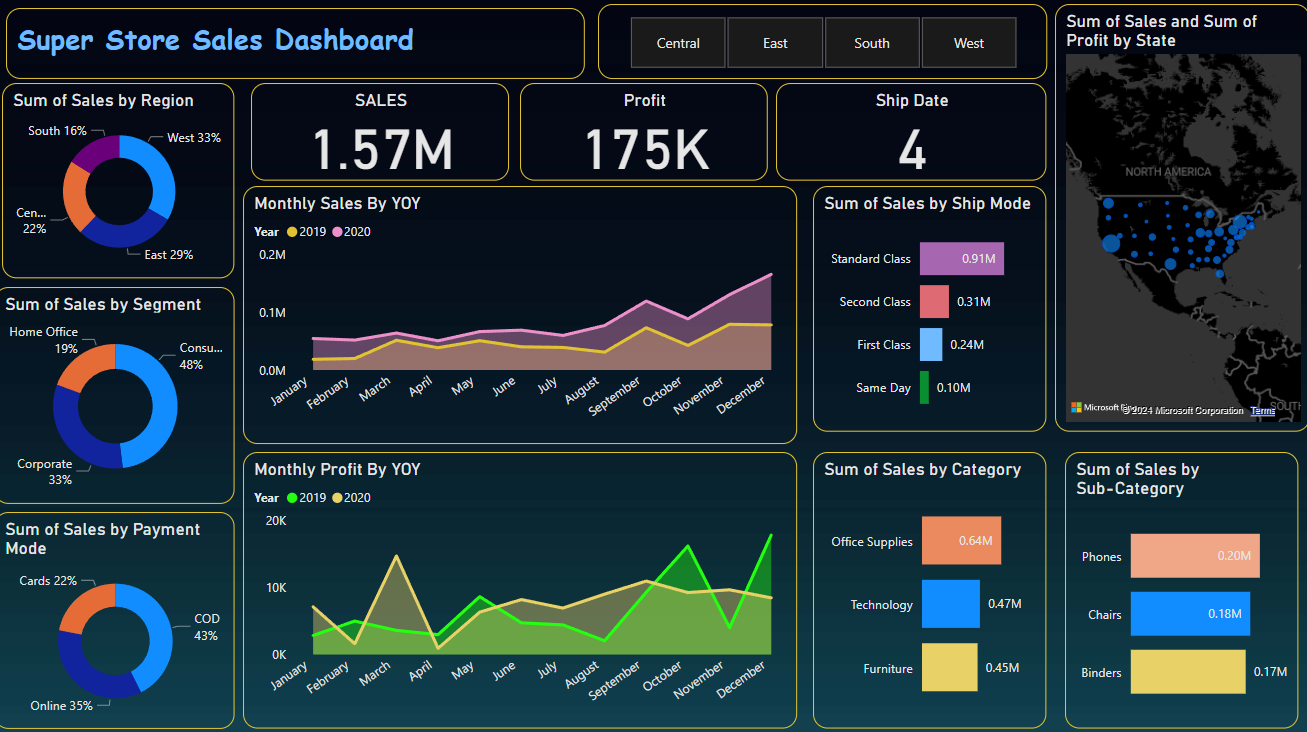 Super Store Sales Dashboard
Central
East
South
West
Sum of Sales and Sum of
Profit by State
NORTH AMERICA
Microsoft
© 2024 Microsoft Corporation
Terms
SOUTH
Sum of Sales by Region
South 16%
West 33%
Cen...
22%
East 29%
SALES
1.57M
Profit
175K
Ship Date
4
Monthly Sales By YOY
Year 2019 2020
0.2M
0.1M
0.0M
January
February
March
April
May
June
July
August
September
October
November
December
Sum of Sales by Ship Mode
Standard Class 0.91M
Second Class 0.31M
First Class 0.24M
Same Day 0.10M
Sum of Sales by Segment
Home Office
19%
Consu...
48%
Corporate
33%
Monthly Profit By YOY
Year 2019 2020
20K
10K
0K
January
February
March
April
May
June
July
August
September
October
November
December
Sum of Sales by Category
Office Supplies 0.64M
Technology 0.47M
Furniture 0.45M
Sum of Sales by
Sub-Category
Phones 0.20M
Chairs 0.18M
Binders 0.17M
Sum of Sales by Payment
Mode
Cards 22%
COD
43%
Online 35%